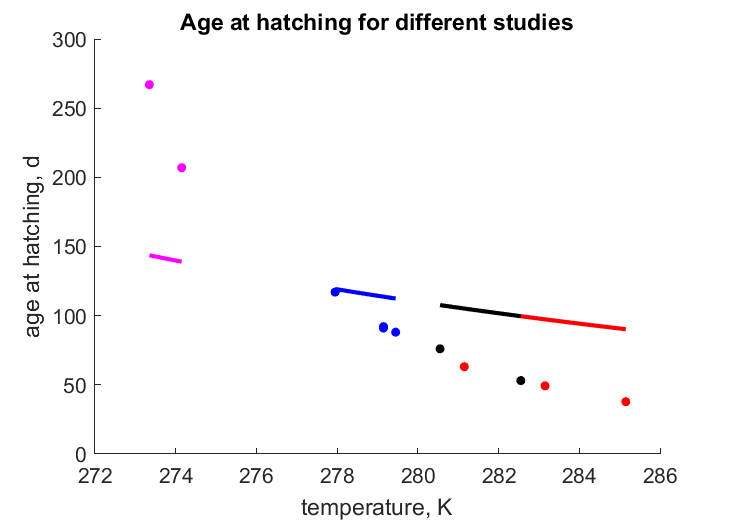 Age at hatching for different studies
300
250
200
150
100
50
0
age at hatching, d
272 274 276 278 280 282 284 286
temperature, K